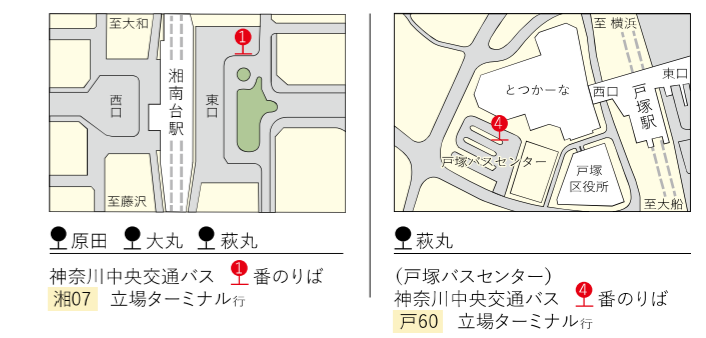 至大和
1
湘南台駅
西口
東口
至藤沢
原田 大丸 萩丸
神奈川中央交通バス 1 番のりば
湘07 立場ターミナル行
至 横浜
東口
とつかーな
西口
戸塚駅
4
戸塚バスセンター
戸塚
区役所
至大船
萩丸
(戸塚バスセンター)
神奈川中央交通バス 4 番のりば
戸60 立場ターミナル行